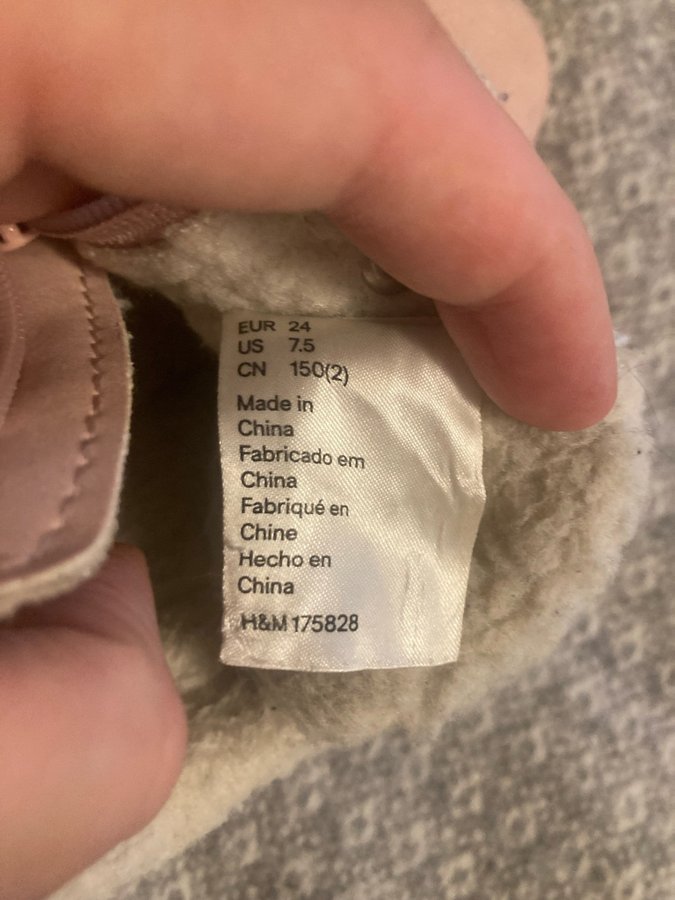 EUR 24
US 7.5
CN 150(2)
Made in
China
Fabricado em
China
Fabriqué en
Chine
Hecho en
China
H&M 175828